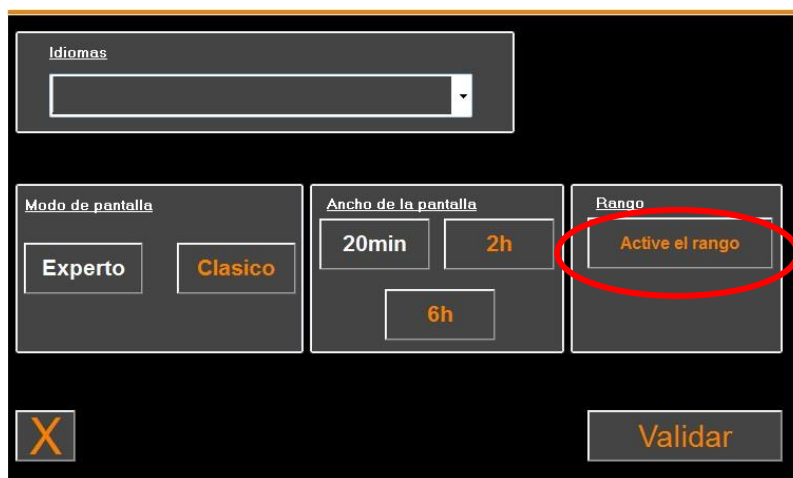 Idiomas
Modo de pantalla
Experto
Clasico
Ancho de la pantalla
20min
2h
6h
Rango
Active el rango
X
Validar